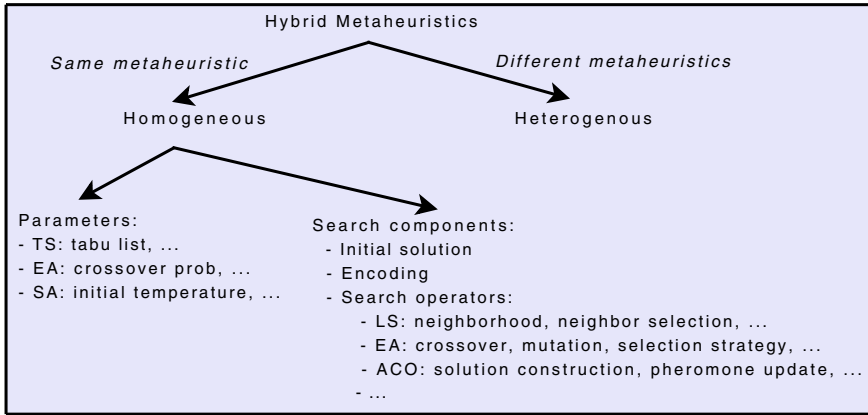 Hybrid Metaheuristics
Same metaheuristic
Different metaheuristics
Homogeneous
Heterogenous
Parameters:
- TS: tabu list, ...
- EA: crossover prob, ...
- SA: initial temperature, ...
Search components:
- Initial solution
- Encoding
- Search operators:
- LS: neighborhood, neighbor selection, ...
- EA: crossover, mutation, selection strategy, ...
- ACO: solution construction, pheromone update, ...
- ...